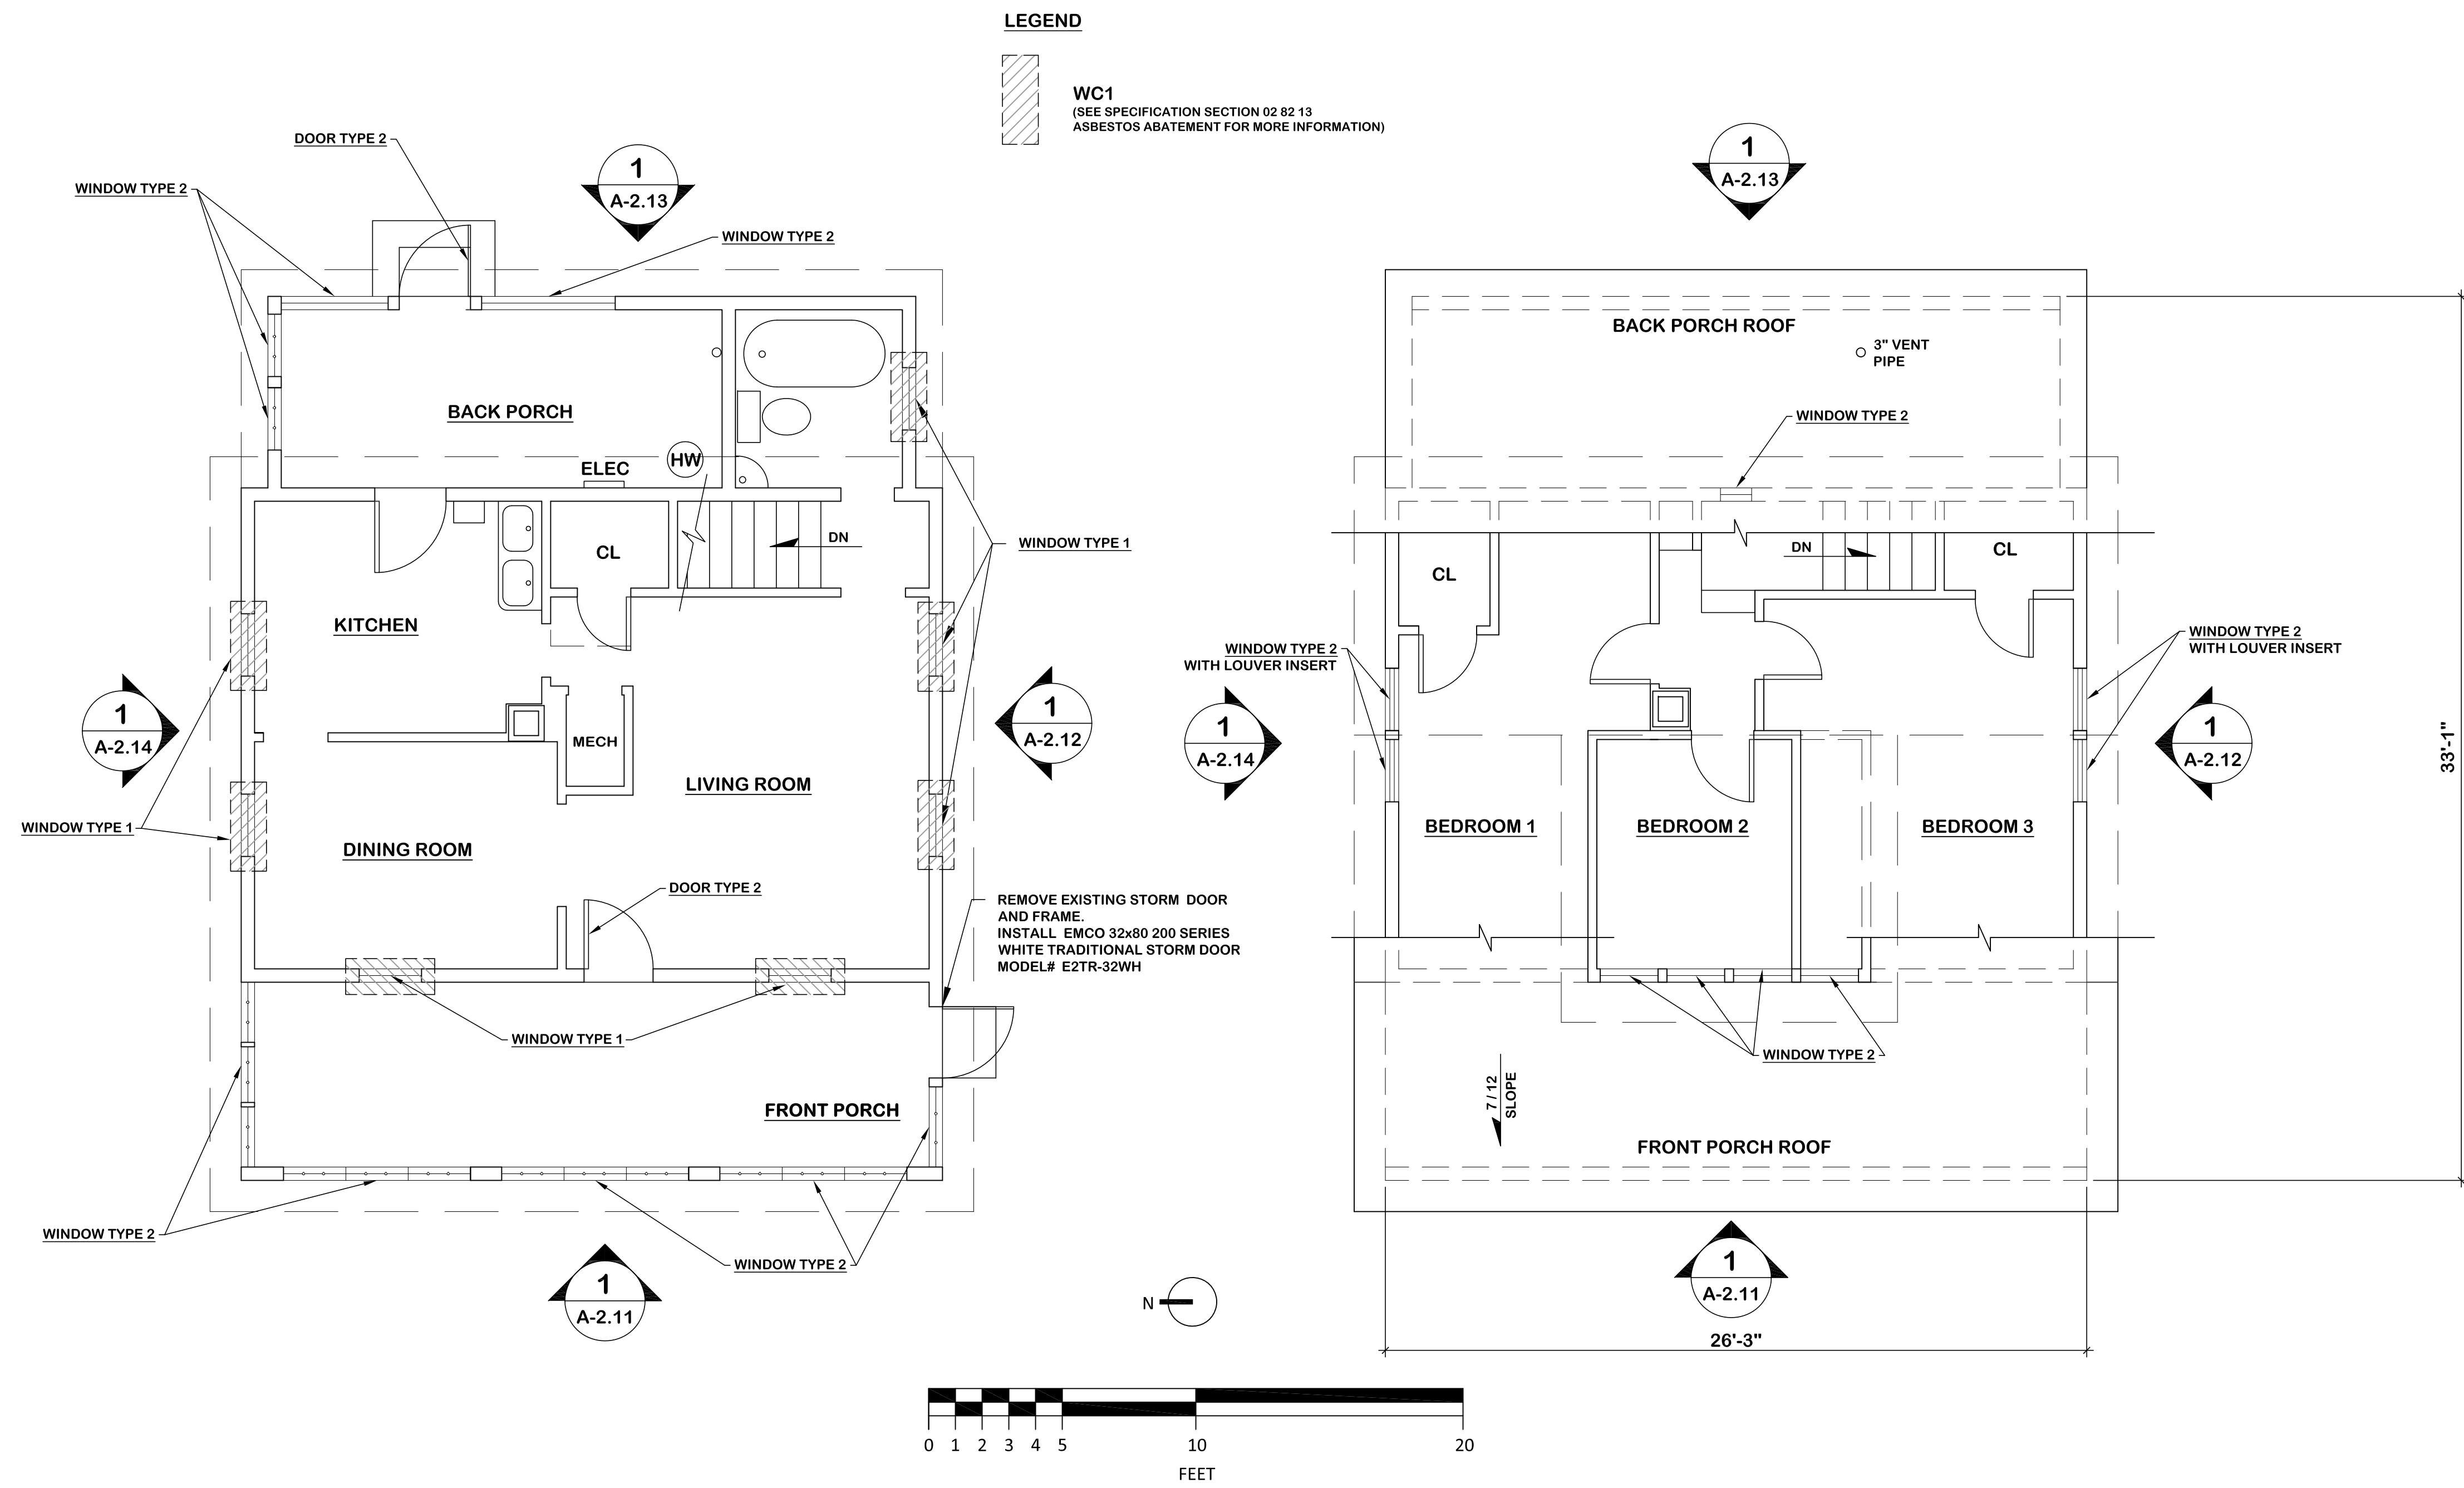 LEGEND
WC1
(SEE SPECIFICATION SECTION 02 82 13
ASBESTOS ABATEMENT FOR MORE INFORMATION)
DOOR TYPE 2
WINDOW TYPE 2
1
A-2.13
WINDOW TYPE 2
BACK PORCH
ELEC
HW
CL
DN
WINDOW TYPE 1
KITCHEN
1
A-2.14
MECH
1
A-2.12
LIVING ROOM
WINDOW TYPE 1
DINING ROOM
DOOR TYPE 2
REMOVE EXISTING STORM DOOR
AND FRAME.
INSTALL EMCO 32x80 200 SERIES
WHITE TRADITIONAL STORM DOOR
MODEL# E2TR-32WH
WINDOW TYPE 1
FRONT PORCH
WINDOW TYPE 2
WINDOW TYPE 2
1
A-2.11
1
A-2.13
BACK PORCH ROOF
3" VENT
PIPE
WINDOW TYPE 2
CL
DN
CL
WINDOW TYPE 2
WITH LOUVER INSERT
WINDOW TYPE 2
WITH LOUVER INSERT
1
A-2.14
1
A-2.12
33'-1"
BEDROOM 1
BEDROOM 2
BEDROOM 3
WINDOW TYPE 2
7 / 12
SLOPE
FRONT PORCH ROOF
1
A-2.11
26'-3"
N
0 1 2 3 4 5 10 20
FEET